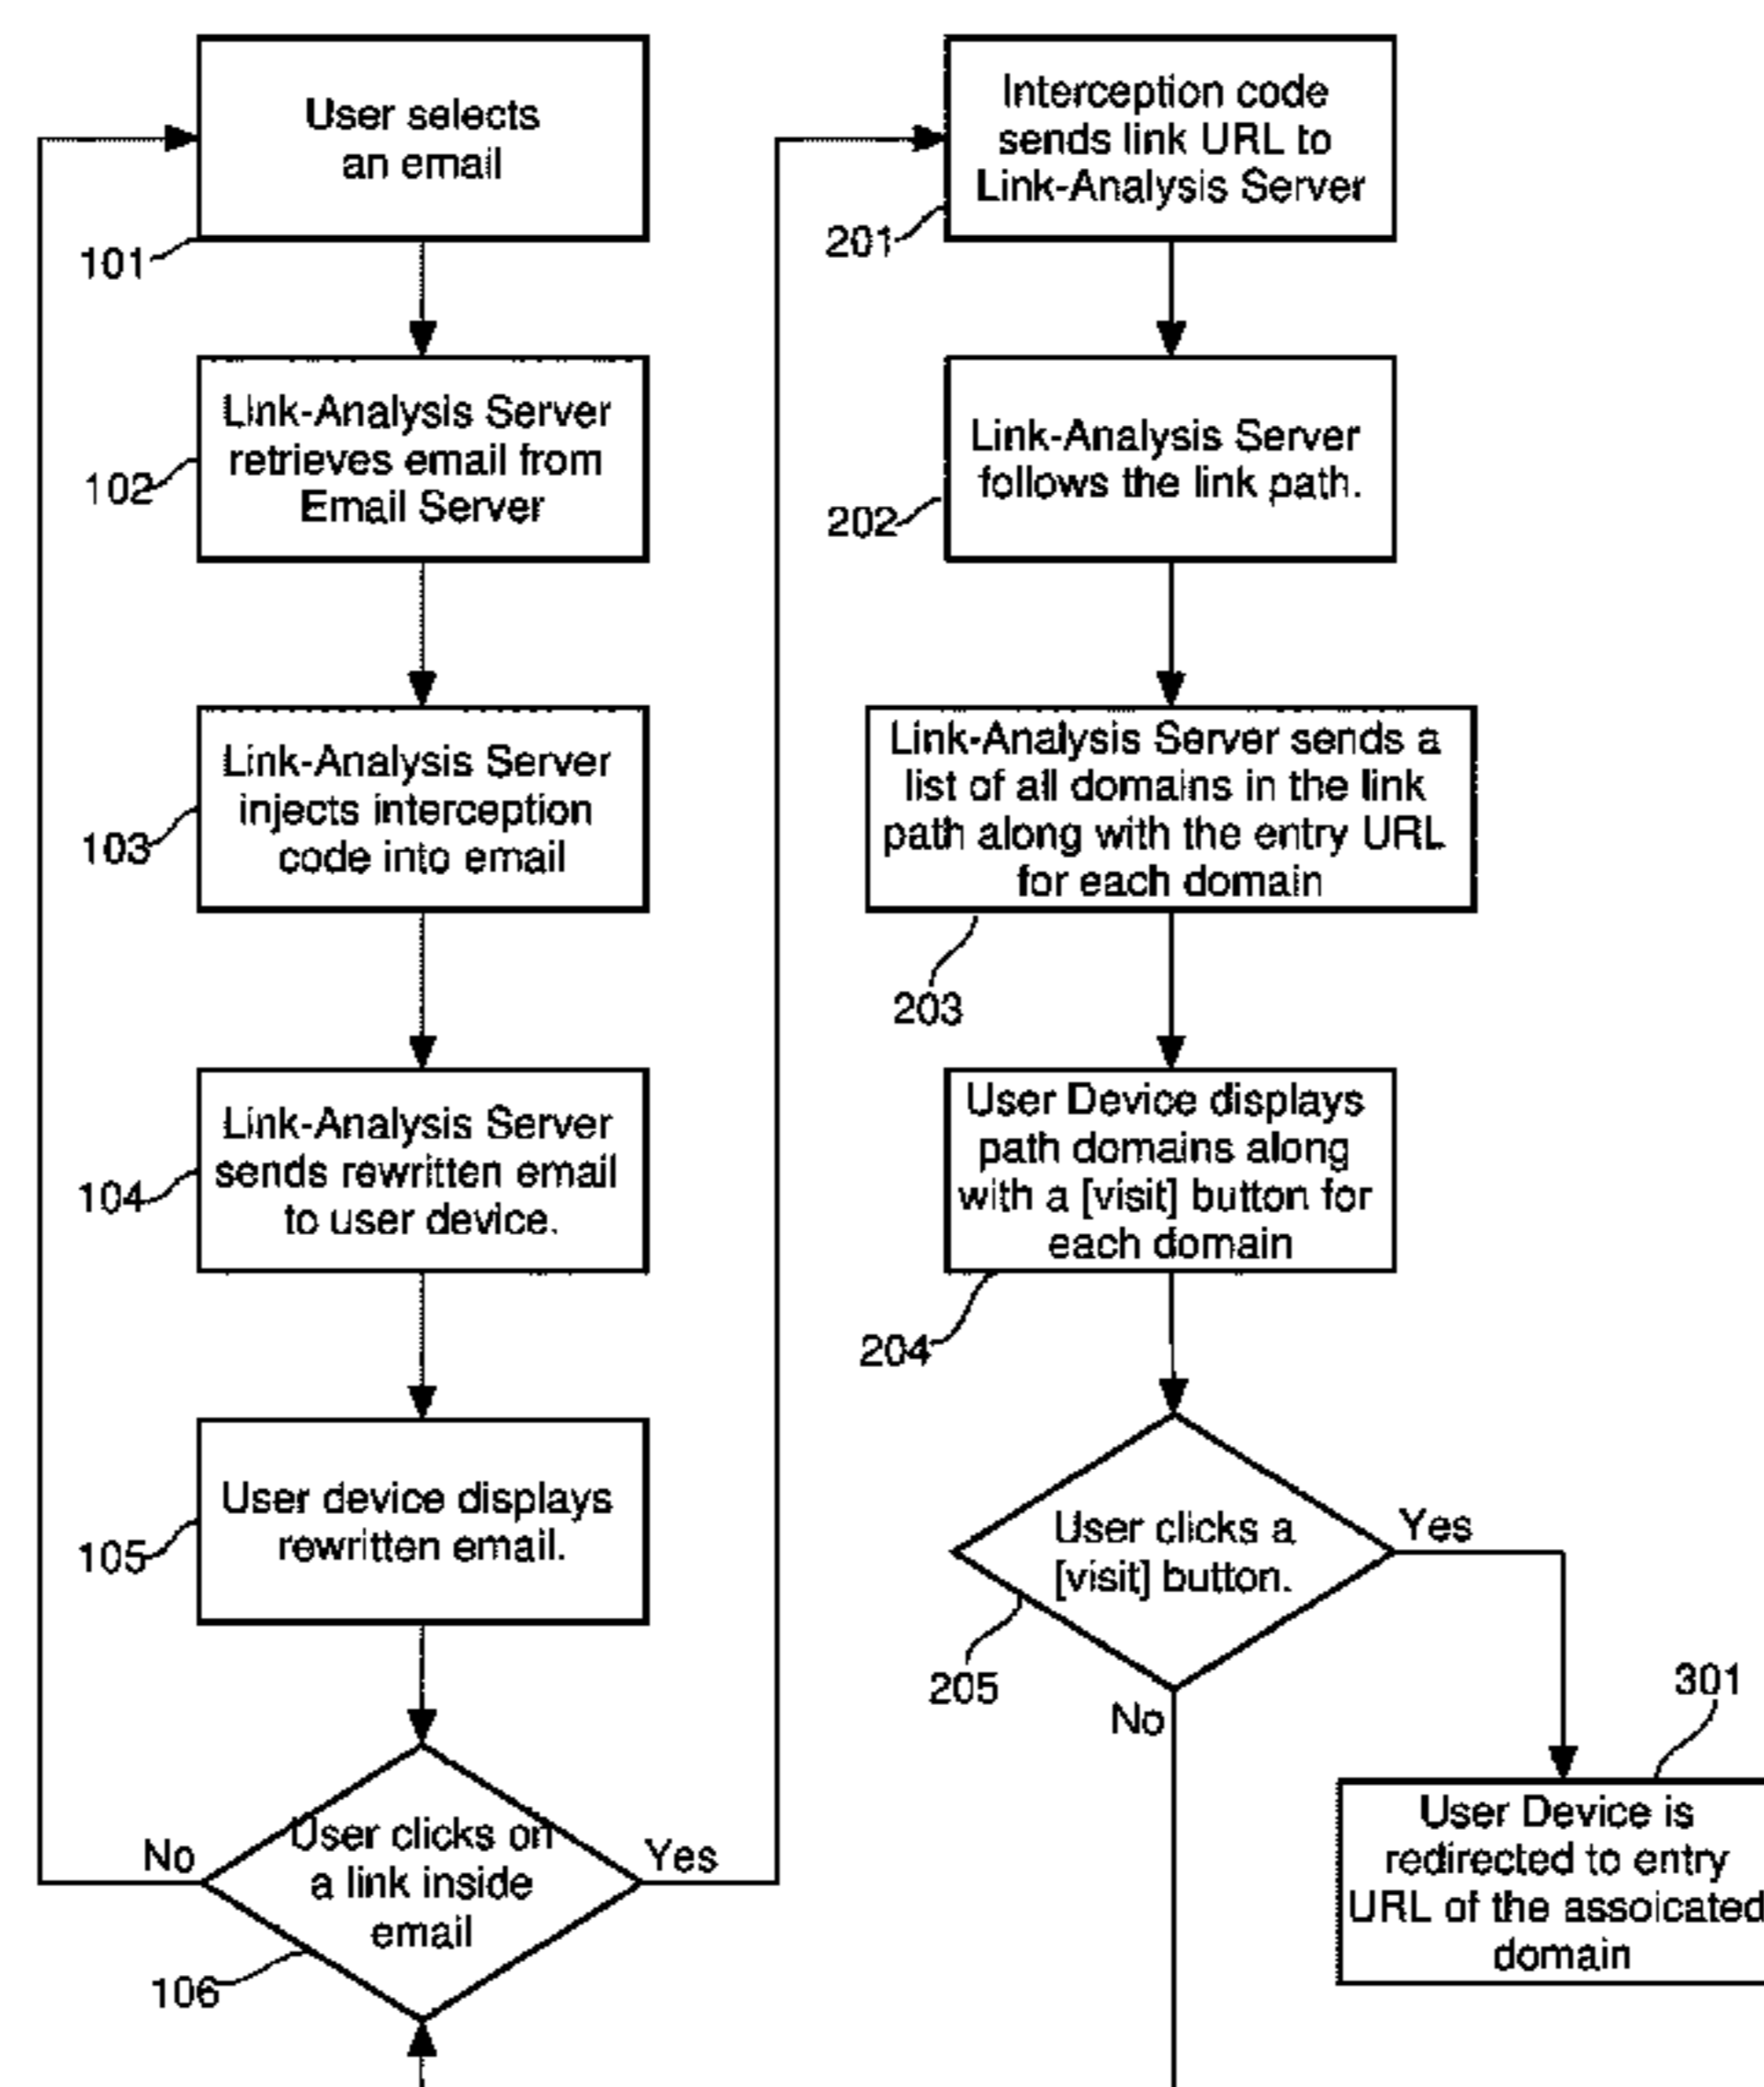 User selects
an email
101
Link-Analysis Server
retrieves email from
Email Server
102
Link-Analysis Server
injects interception
code into email
103
Link-Analysis Server
sends rewritten email
to user device.
104
User device displays
rewritten email.
105
No
User clicks on
a link inside
email
Yes
106
Interception code
sends link URL to
Link-Analysis Server
201
Link-Analysis Server
follows the link path.
202
Link-Analysis Server sends a
list of all domains in the link
path along with the entry URL
for each domain
203
User Device displays
path domains along
with a [visit] button for
each domain
204
User clicks a
[visit] button.
Yes
205
No
301
User Device is
redirected to entry
URL of the assoicated
domain